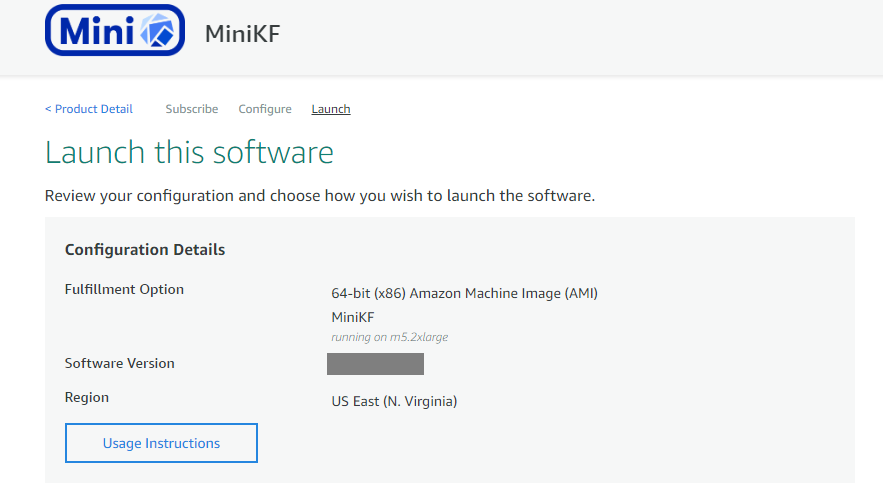 Mini MiniKF
< Product Detail Subscribe Configure Launch
Launch this software
Review your configuration and choose how you wish to launch the software.
Configuration Details
Fulfillment Option 64-bit (x86) Amazon Machine Image (AMI)
MiniKF
running on m5.2xlarge
Software Version
Region US East (N. Virginia)
Usage Instructions